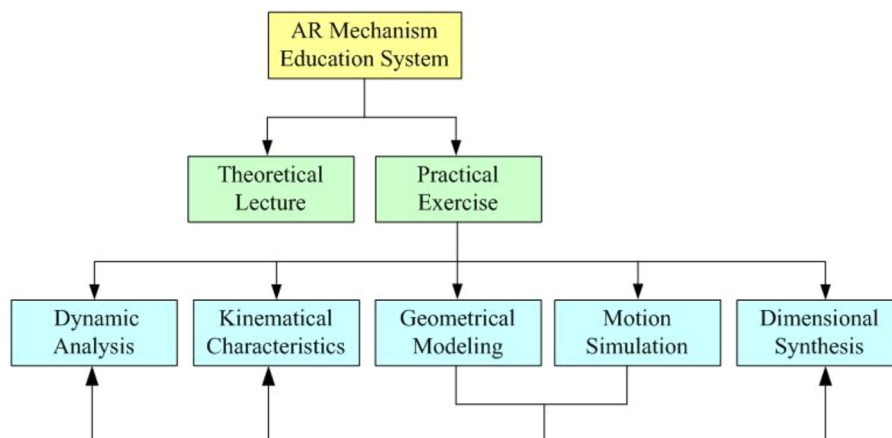 AR Mechanism
Education System
Theoretical
Lecture
Practical
Exercise
Dynamic
Analysis
Kinematical
Characteristics
Geometrical
Modeling
Motion
Simulation
Dimensional
Synthesis